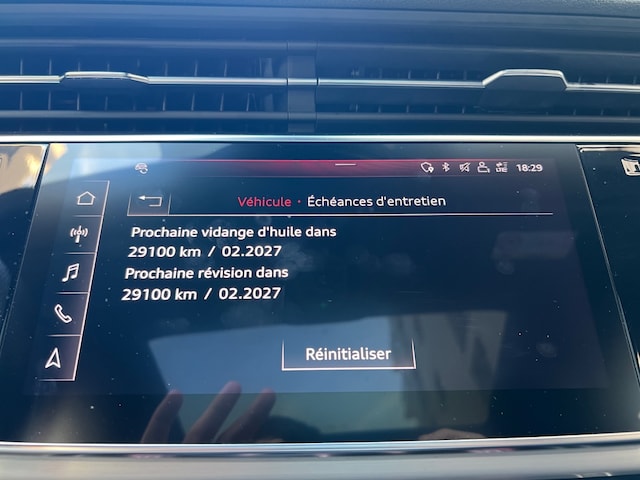 18:29
Véhicule · Échéances d'entretien
Prochaine vidange d'huile dans
29100 km / 02.2027
Prochaine révision dans
29100 km / 02.2027
Réinitialiser